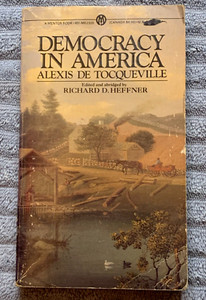 DEMOCRACY
IN AMERICA
ALEXIS DE TOCQUEVILLE
Edited and abridged by
RICHARD D. HEFFNER